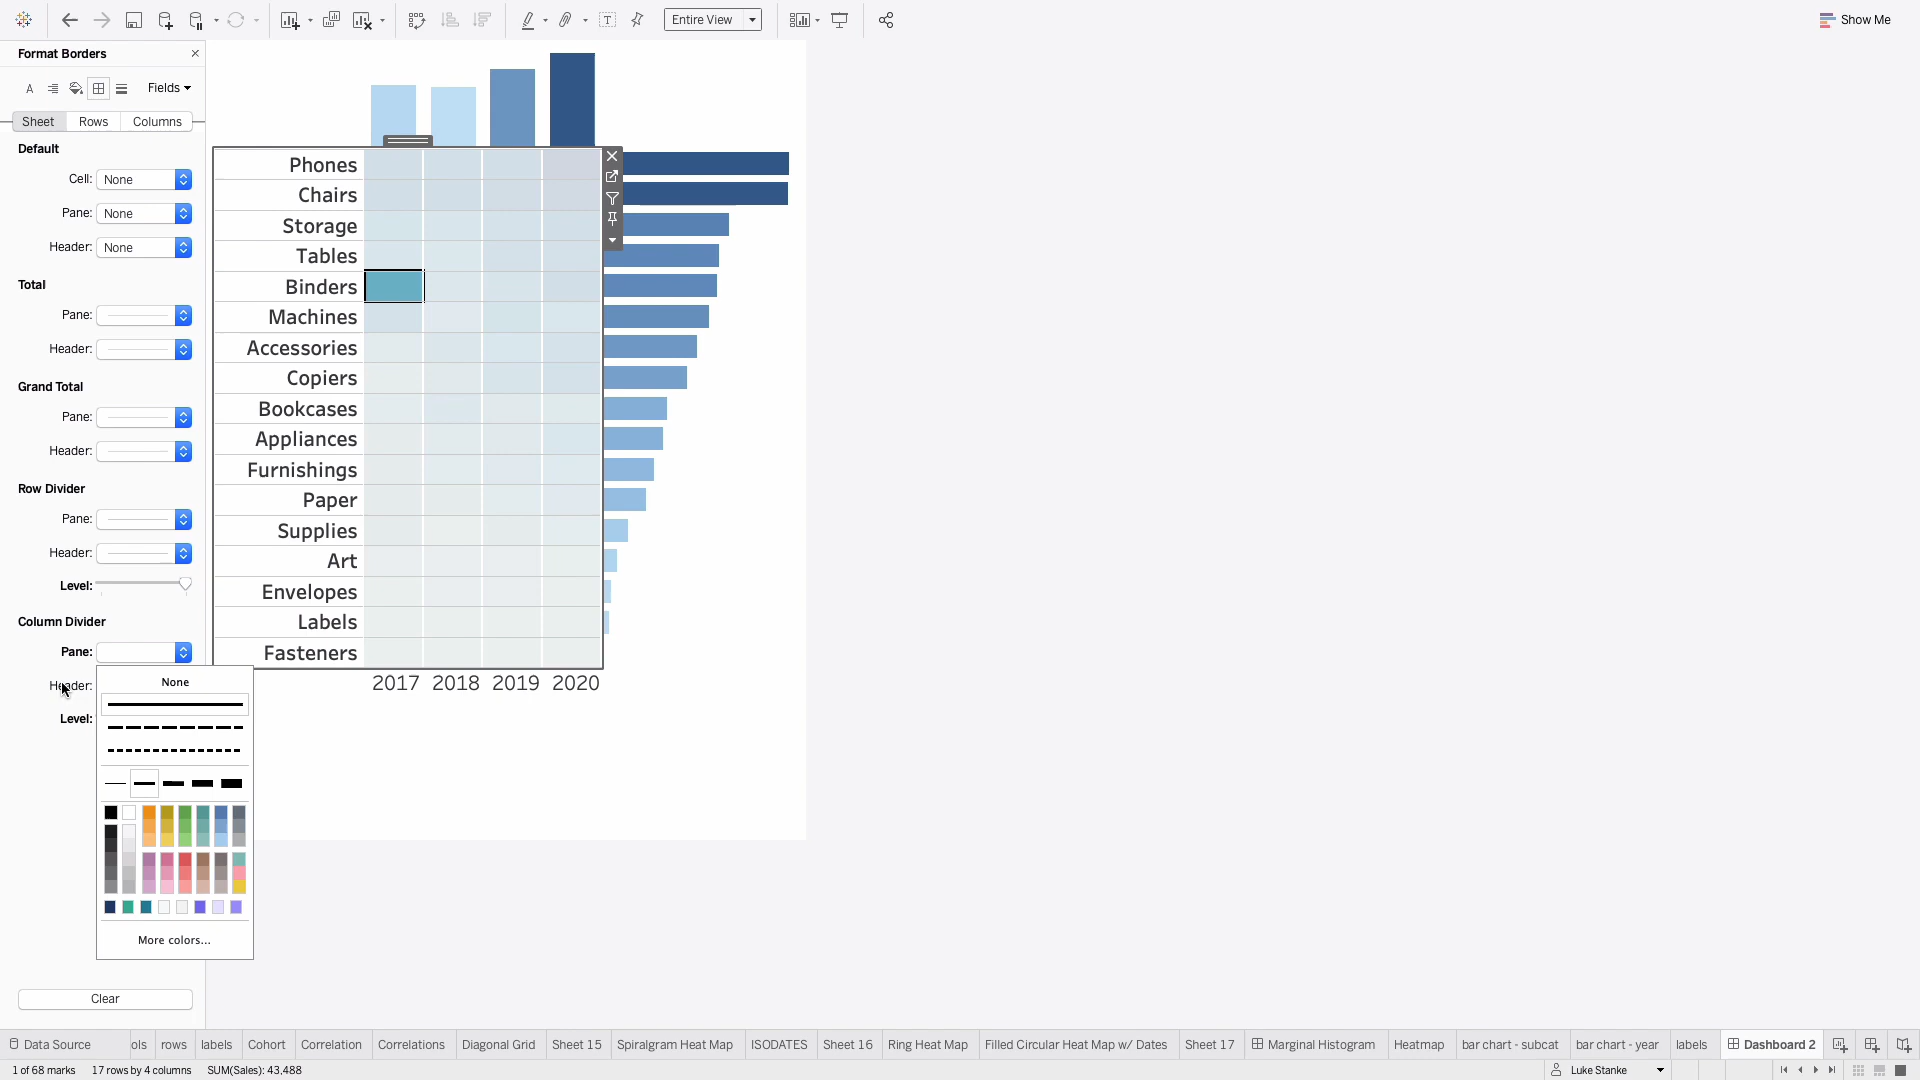 Entire View
Show Me
Format Borders
Fields
Sheet Rows Columns
Default
Cell: None
Pane: None
Header: None
Total
Pane:
Header:
Grand Total
Pane:
Header:
Row Divider
Pane:
Header:
Level:
Column Divider
Pane:
Header:
Level:
None
More colors...
Clear
Phones
Chairs
Storage
Tables
Binders
Machines
Accessories
Copiers
Bookcases
Appliances
Furnishings
Paper
Supplies
Art
Envelopes
Labels
Fasteners
2017 2018 2019 2020
Data Source ols rows labels Cohort Correlation Correlations Diagonal Grid Sheet 15 Spiralgram Heat Map ISODATES Sheet 16 Ring Heat Map Filled Circular Heat Map w/ Dates Sheet 17 Marginal Histogram Heatmap bar chart - subcat bar chart - year labels Dashboard 2
1 of 68 marks 17 rows by 4 columns SUM(Sales): 43,488 Luke Stanke